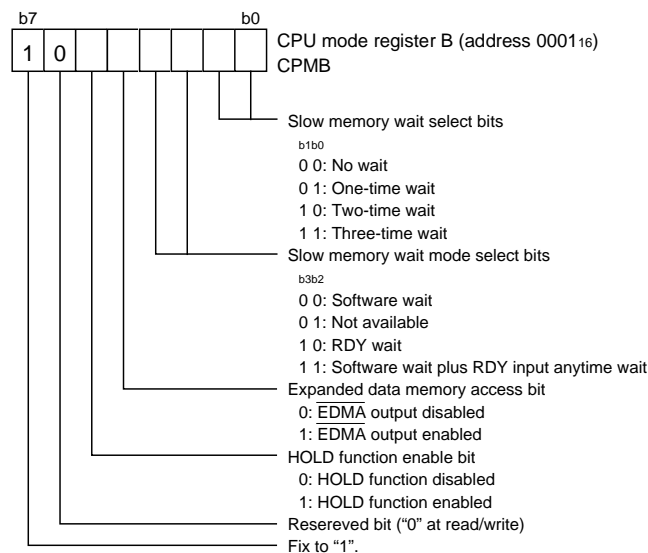 b7 b0
1 0
CPU mode register B (address 0001₁₆)
CPMB
Slow memory wait select bits
b1b0
0 0: No wait
0 1: One-time wait
1 0: Two-time wait
1 1: Three-time wait
Slow memory wait mode select bits
b3b2
0 0: Software wait
0 1: Not available
1 0: RDY wait
1 1: Software wait plus RDY input anytime wait
Expanded data memory access bit
0: EDMA output disabled
1: EDMA output enabled
HOLD function enable bit
0: HOLD function disabled
1: HOLD function enabled
Resereved bit (“0” at read/write)
Fix to “1”.